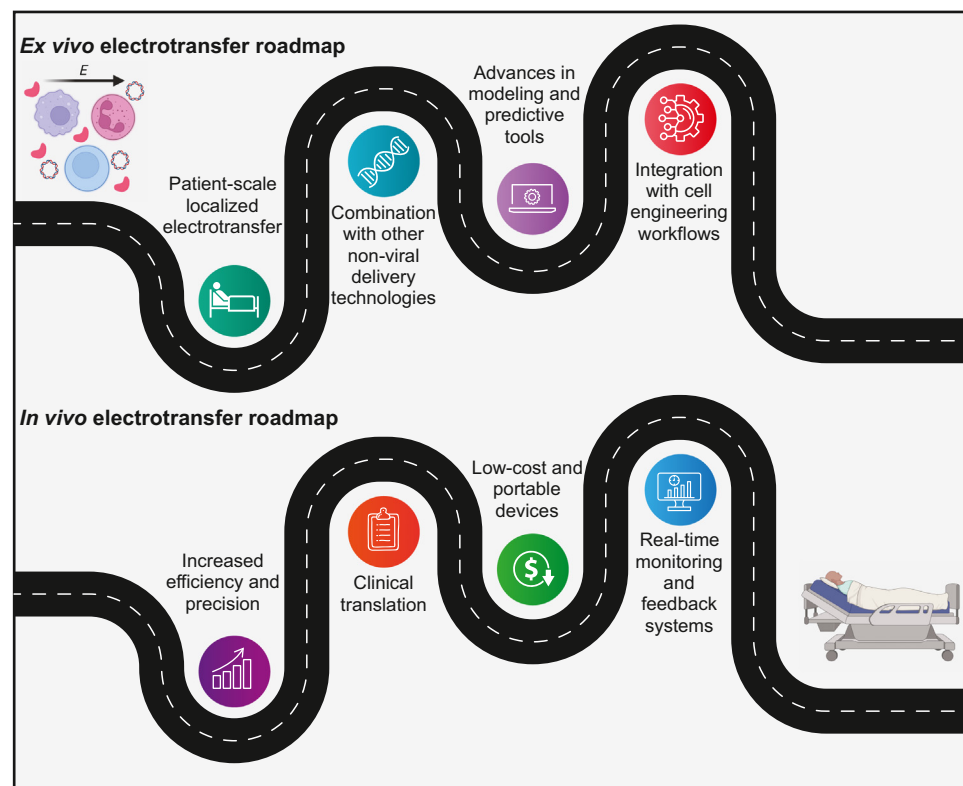 Ex vivo electrotransfer roadmap
E
Patient-scale
localized
electrotransfer
Combination
with other
non-viral
delivery
technologies
Advances in
modeling and
predictive
tools
Integration
with cell
engineering
workflows
In vivo electrotransfer roadmap
Increased
efficiency and
precision
Clinical
translation
Low-cost and
portable
devices
$
Real-time
monitoring
and
feedback
systems